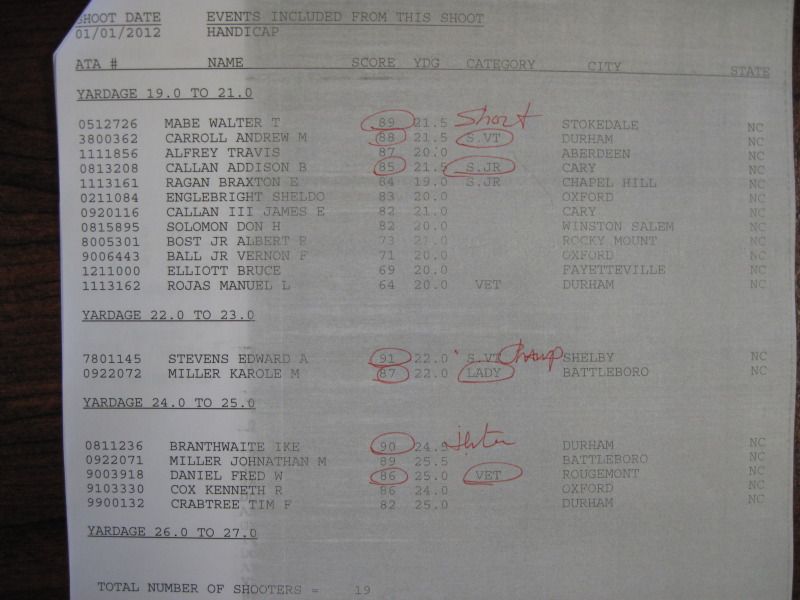 SHOOT DATE EVENTS INCLUDED FROM THIS SHOOT
01/01/2012 HANDICAP
ATA # NAME SCORE YDG CATEGORY CITY STATE
YARDAGE 19.0 TO 21.0
0512726 MABE WALTER T 89 21.5 Short STOKEDALE NC
3800362 CARROLL ANDREW M 88 21.5 S.VT DURHAM NC
1111856 ALFREY TRAVIS 87 20.0 ABERDEEN NC
0813208 CALLAN ADDISON B 85 21.5 S.JR CARY NC
1113161 RAGAN BRAXTON E 84 19.0 S.JR CHAPEL HILL NC
0211084 ENGLEBRIGHT SHELDO 83 20.0 OXFORD NC
0920116 CALLAN III JAMES E 82 21.0 CARY NC
0815895 SOLOMON DON H 82 20.0 WINSTON SALEM NC
8005301 BOST JR ALBERT B 73 21.0 ROCKY MOUNT NC
9006443 BALL JR VERNON F 71 20.0 OXFORD NC
1211000 ELLIOTT BRUCE 69 20.0 FAYETTEVILLE NC
1113162 ROJAS MANUEL L 64 20.0 VET DURHAM NC
YARDAGE 22.0 TO 23.0
7801145 STEVENS EDWARD A 91 22.0 S.VT Champ SHELBY NC
0922072 MILLER KAROLE M 87 22.0 LADY BATTLEBORO NC
YARDAGE 24.0 TO 25.0
0811236 BRANTHWAITE IKE 90 24.5 DURHAM NC
0922071 MILLER JOHNATHAN M 89 25.5 BATTLEBORO NC
9003918 DANIEL FRED W 86 25.0 VET ROUGEMONT NC
9103330 COX KENNETH R 86 24.0 OXFORD NC
9900132 CRABTREE TIM F 82 25.0 DURHAM NC
YARDAGE 26.0 TO 27.0
TOTAL NUMBER OF SHOOTERS = 19